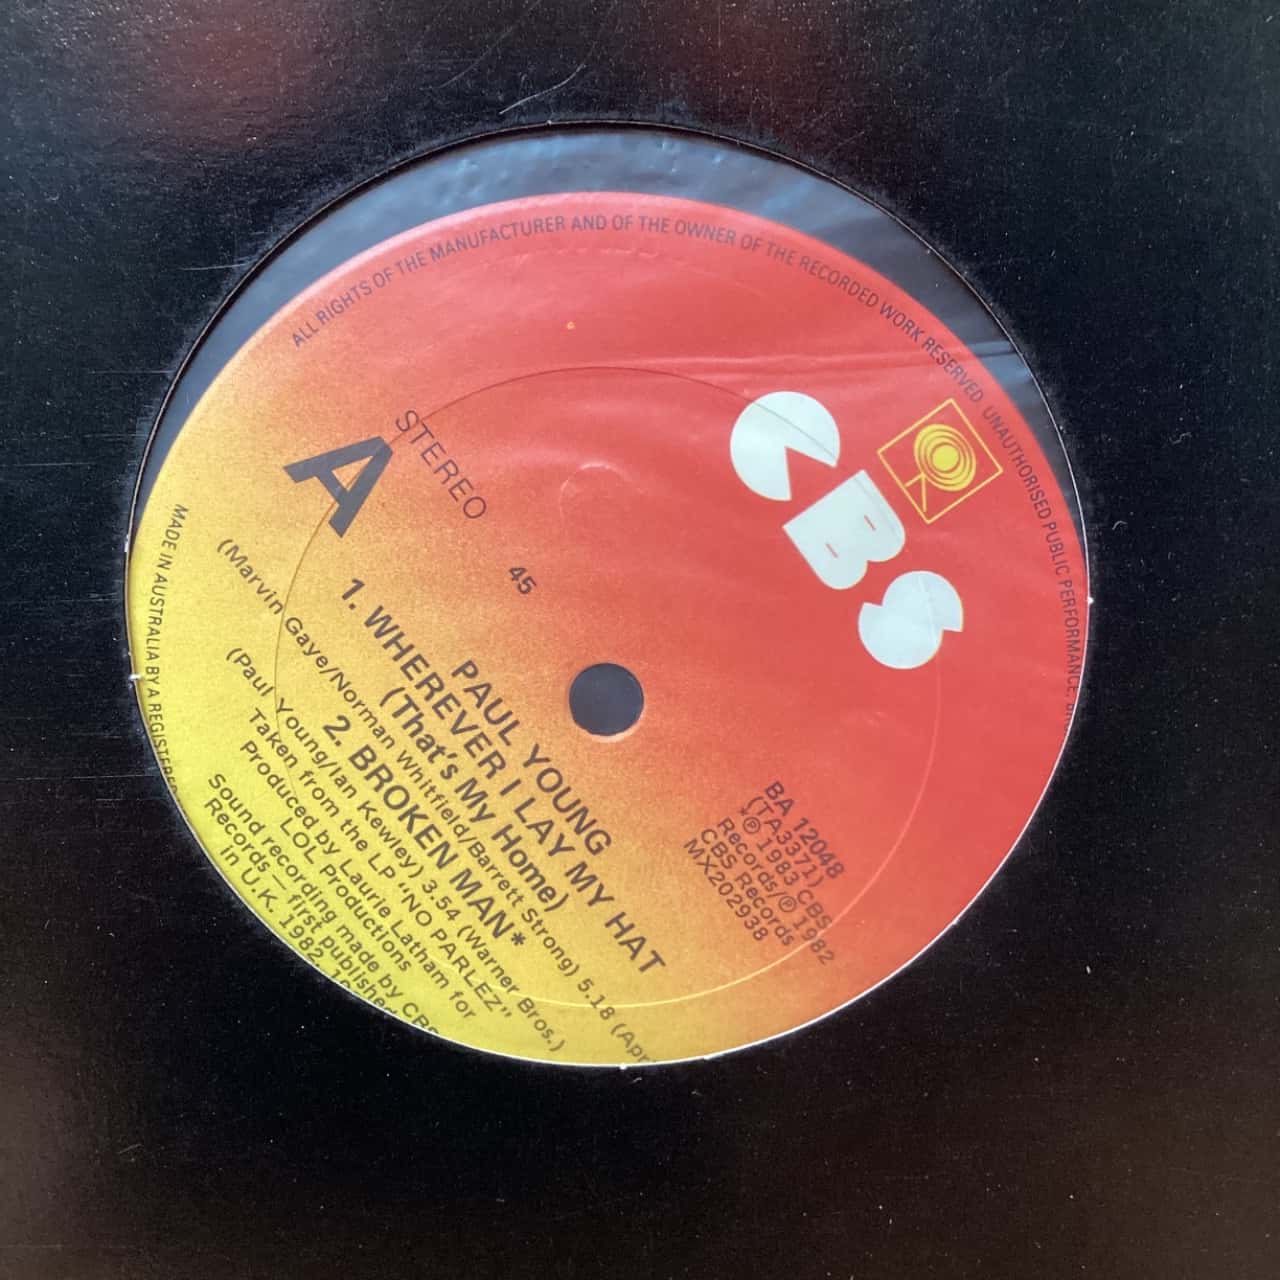 ALL RIGHTS OF THE MANUFACTURER AND OF THE OWNER OF THE RECORDED WORK RESERVED. UNAUTHORISED PUBLIC PERFORMANCE,
MADE IN AUSTRALIA BY A REGISTERED
CBS
STEREO
A
45
PAUL YOUNG
1. WHEREVER I LAY MY HAT
(That's My Home)
(Marvin Gaye/Norman Whitfield/Barrett Strong) 5.18
2. BROKEN MAN*
(Paul Young/Ian Kewley) 3.54 (Warner Bros.)
Taken from the LP "NO PARLEZ"
Produced by Laurie Latham for
LOL Productions
Sound recording made by CBS
Records — first published
in U.K. 1982,
BA 12048
(TA3371)
*℗ 1983 CBS
Records/℗ 1982
CBS Records
MX202938